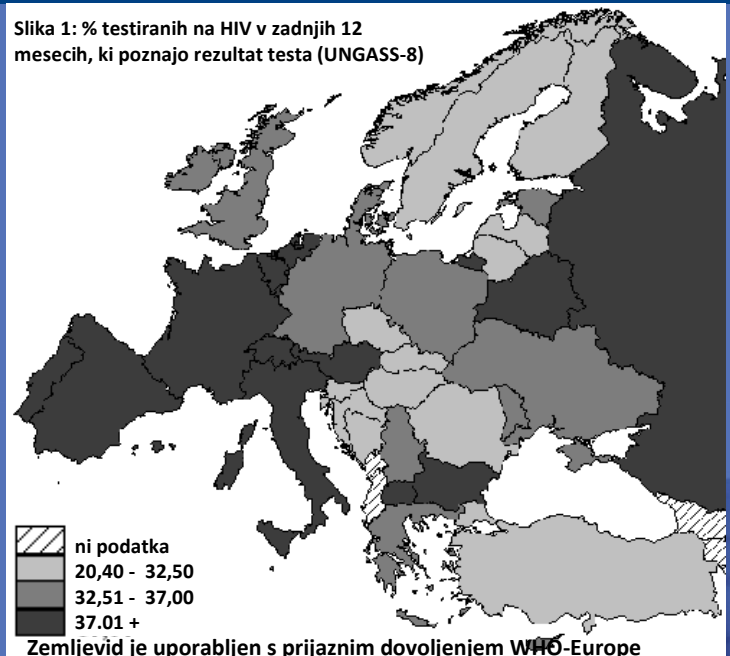 Slika 1: % testiranih na HIV v zadnjih 12
mesecih, ki poznajo rezultat testa (UNGASS-8)
ni podatka
20,40 - 32,50
32,51 - 37,00
37.01 +
Zemljevid je uporabljen s prijaznim dovoljenjem WHO-Europe